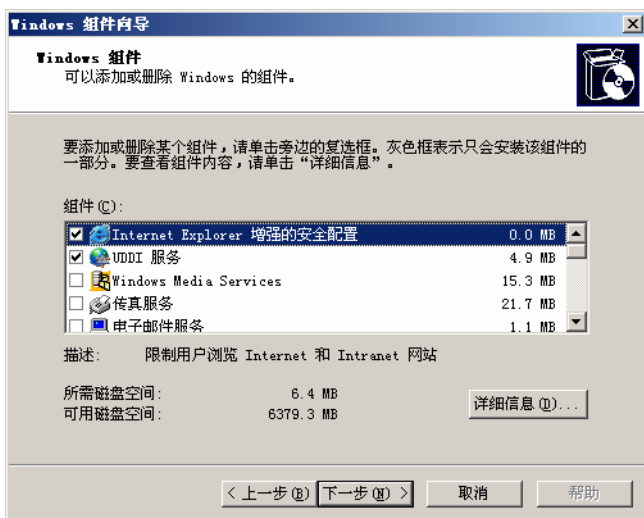 Windows 组件向导
Windows 组件
可以添加或删除 Windows 的组件。
要添加或删除某个组件，请单击旁边的复选框。灰色框表示只会安装该组件的
一部分。要查看组件内容，请单击“详细信息”。
组件(C):
Internet Explorer 增强的安全配置 0.0 MB
UDDI 服务 4.9 MB
Windows Media Services 15.3 MB
传真服务 21.7 MB
电子邮件服务 1.1 MB
描述: 限制用户浏览 Internet 和 Intranet 网站
所需磁盘空间: 6.4 MB
可用磁盘空间: 6379.3 MB
详细信息(D)...
< 上一步(B) 下一步(N) > 取消 帮助